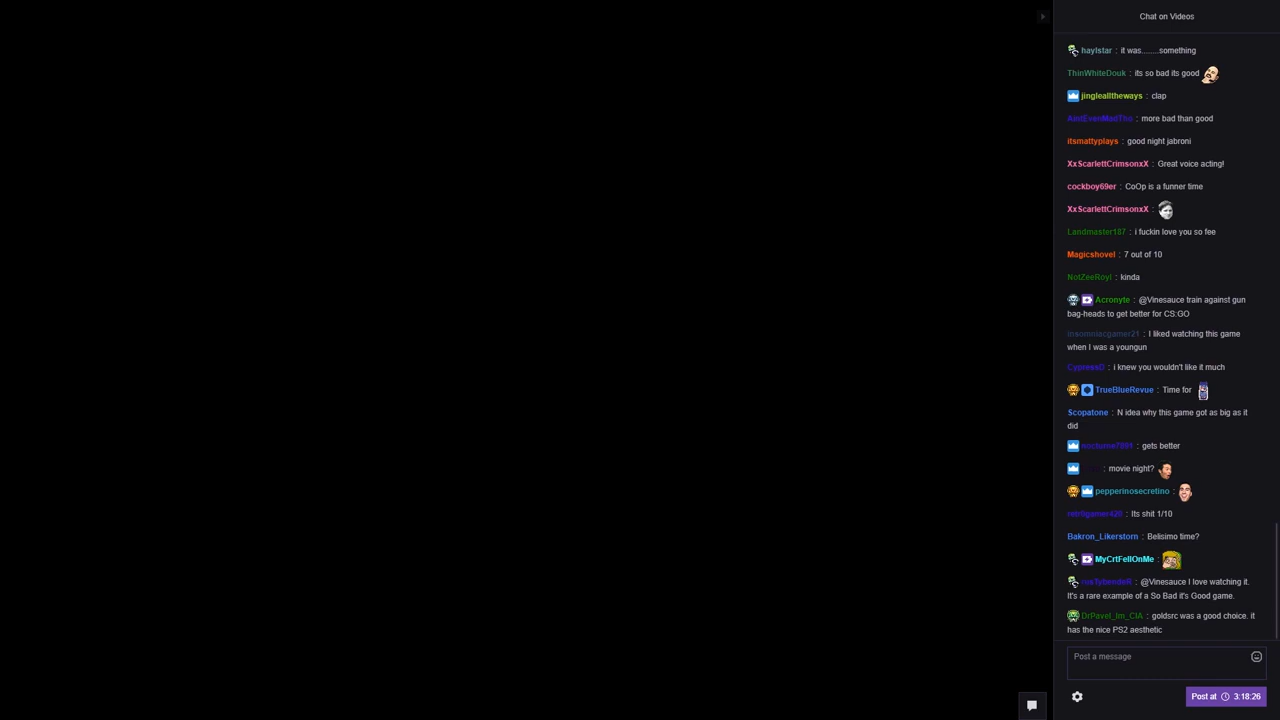 Chat on Videos
haylstar : it was........something
ThinWhiteDouk : its so bad its good
jinglealltheways : clap
AintEvenMadTho : more bad than good
itsmattyplays : good night jabroni
XxScarlettCrimsonxX : Great voice acting!
cockboy69er : CoOp is a funner time
XxScarlettCrimsonxX :
Landmaster187 : i fuckin love you so fee
Magicshovel : 7 out of 10
NotZeeRoyl : kinda
Acronyte : @Vinesauce train against gun
bag-heads to get better for CS:GO
insomniacgamer21 : I liked watching this game
when I was a youngun
CypressD : i knew you wouldn't like it much
TrueBlueRevue : Time for
Scopatone : N idea why this game got as big as it
did
: gets better
: movie night?
pepperinosecretino :
retr0gamer420 : Its shit 1/10
Bakron_Likerstorn : Belisimo time?
MyCrtFellOnMe :
: @Vinesauce I love watching it.
It's a rare example of a So Bad it's Good game.
DrPavel_Im_CIA : goldsrc was a good choice. it
has the nice PS2 aesthetic
Post a message
Post at 3:18:26